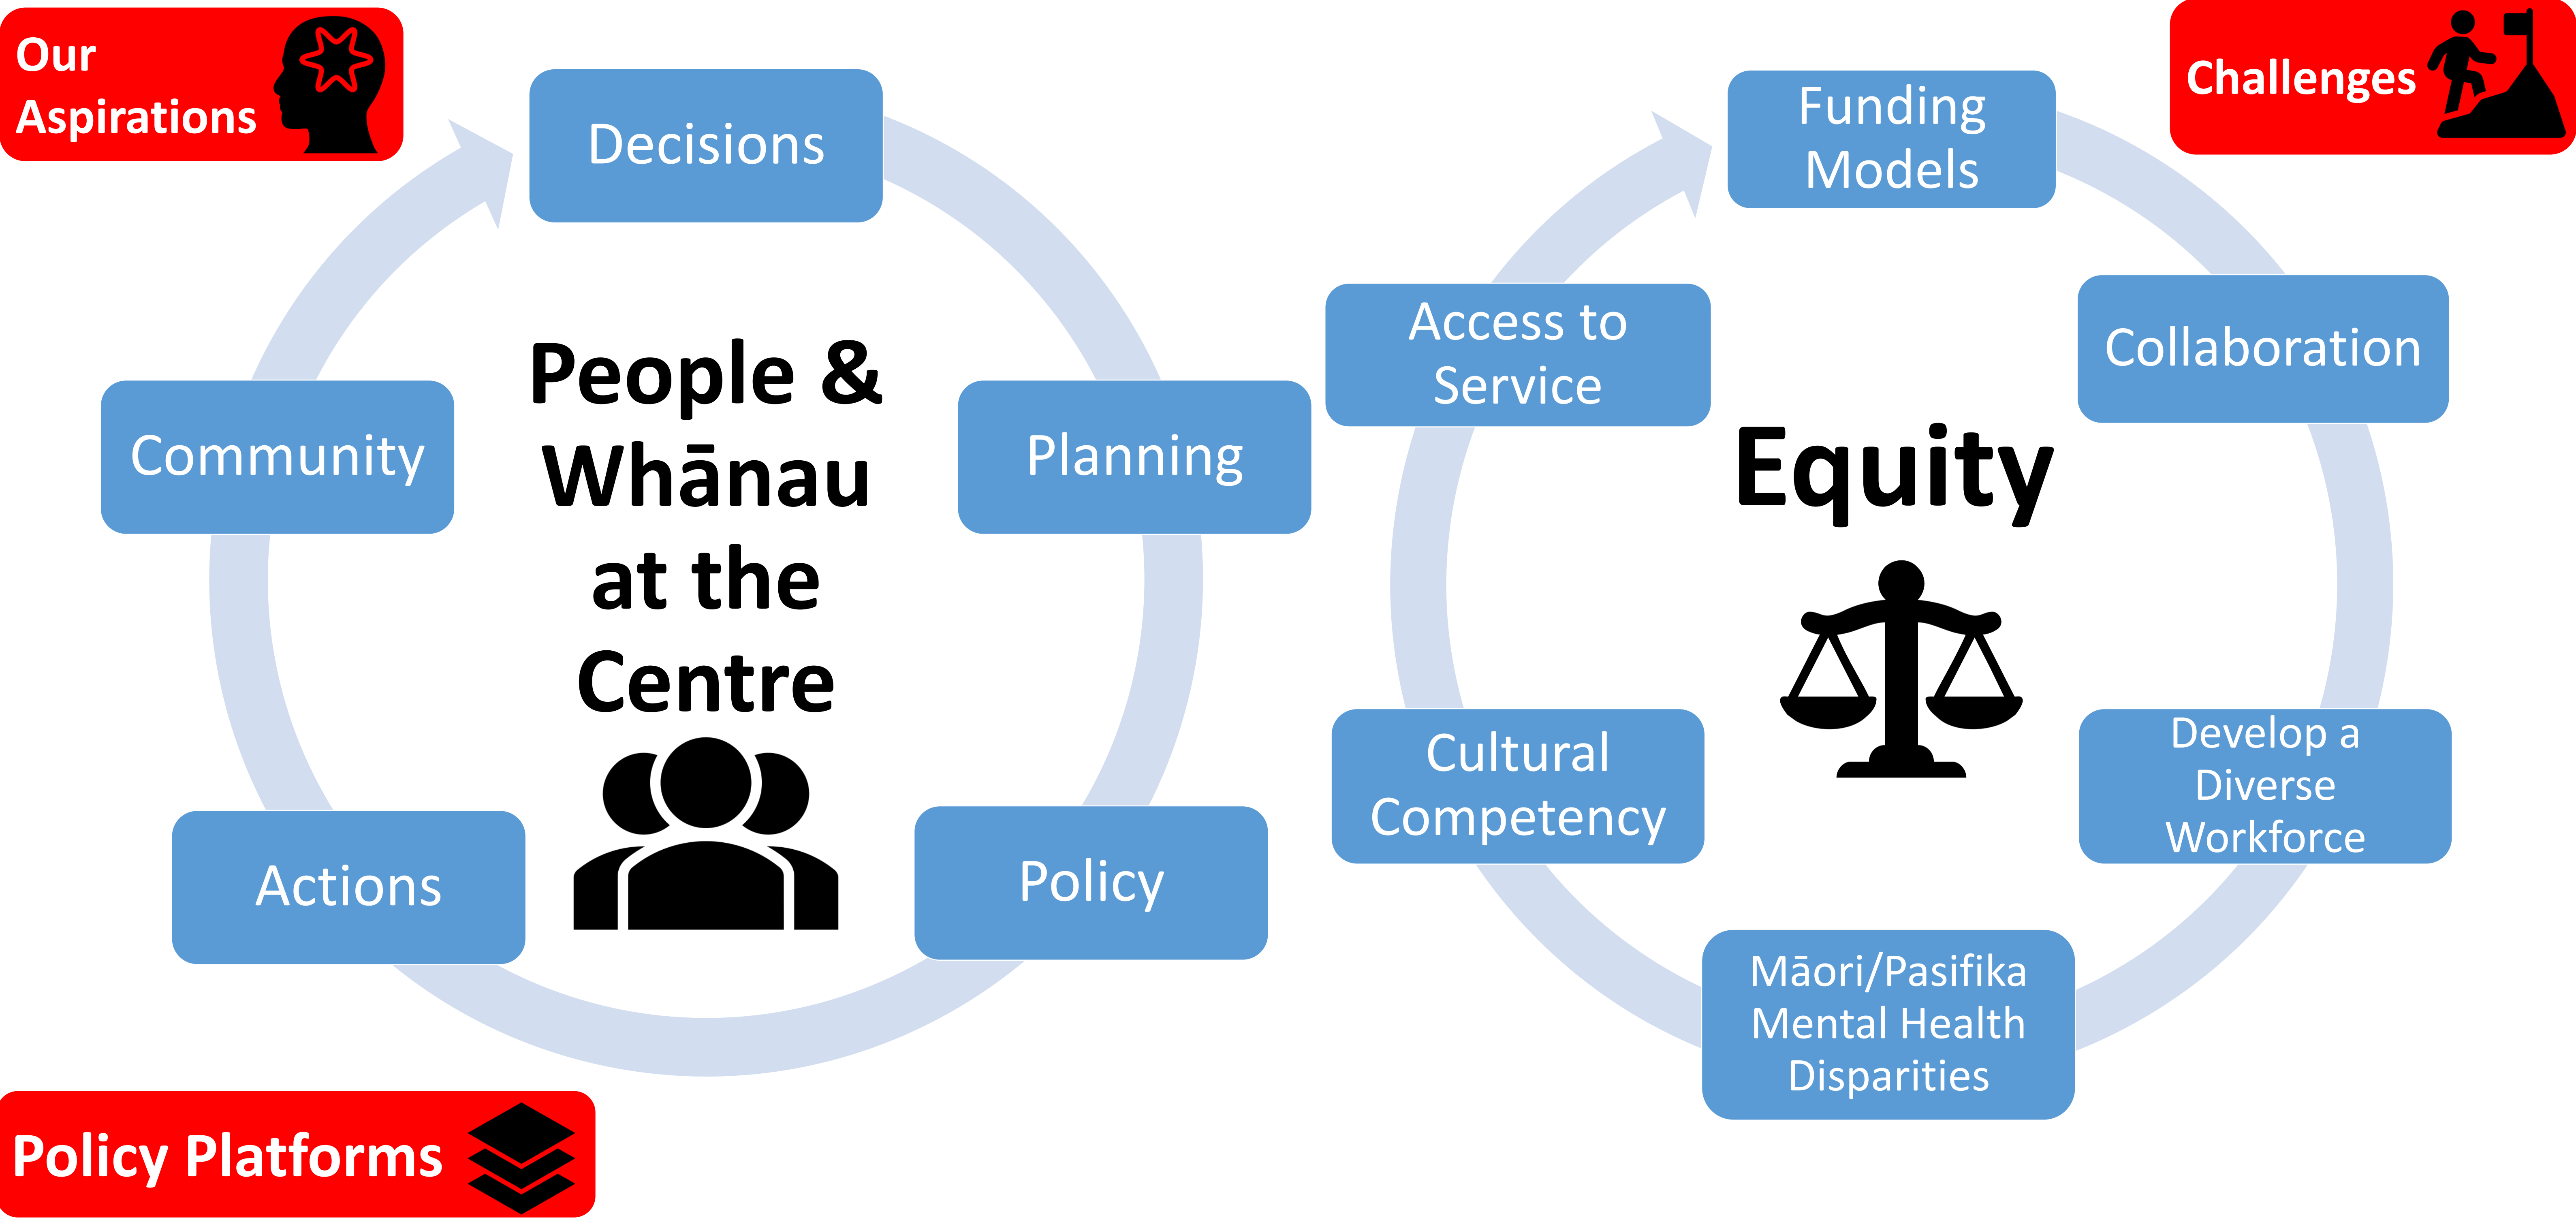 Our
Aspirations
Decisions
Planning
Policy
Actions
Community
People &
Whānau
at the
Centre
Policy Platforms
Challenges
Funding
Models
Collaboration
Develop a
Diverse
Workforce
Māori/Pasifika
Mental Health
Disparities
Cultural
Competency
Access to
Service
Equity